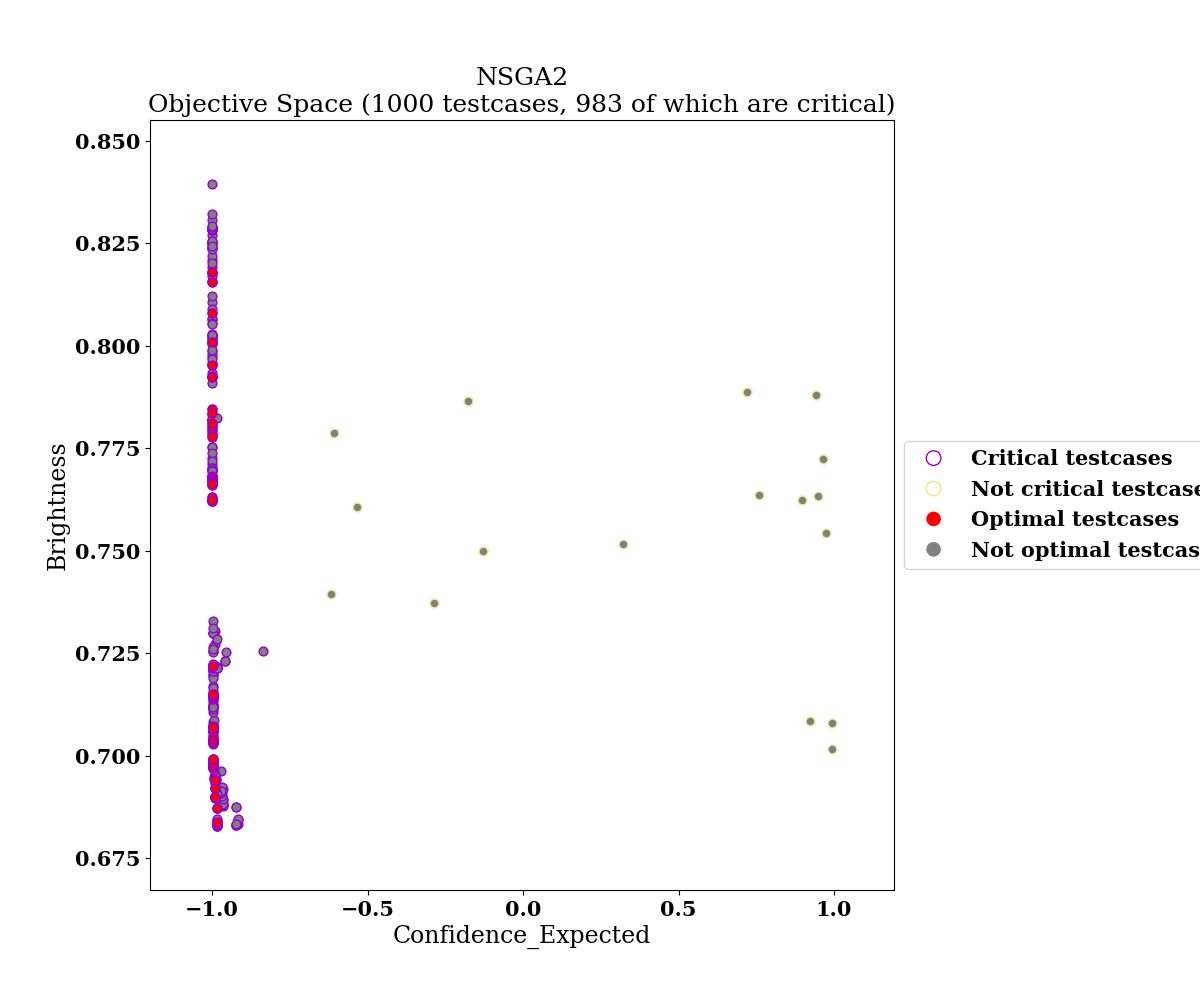 NSGA2
Objective Space (1000 testcases, 983 of which are critical)
0.850
0.825
0.800
0.775
0.750
0.725
0.700
0.675
Brightness
−1.0
−0.5
0.0
0.5
1.0
Confidence_Expected
Critical testcases
Not critical testcase
Optimal testcases
Not optimal testcas